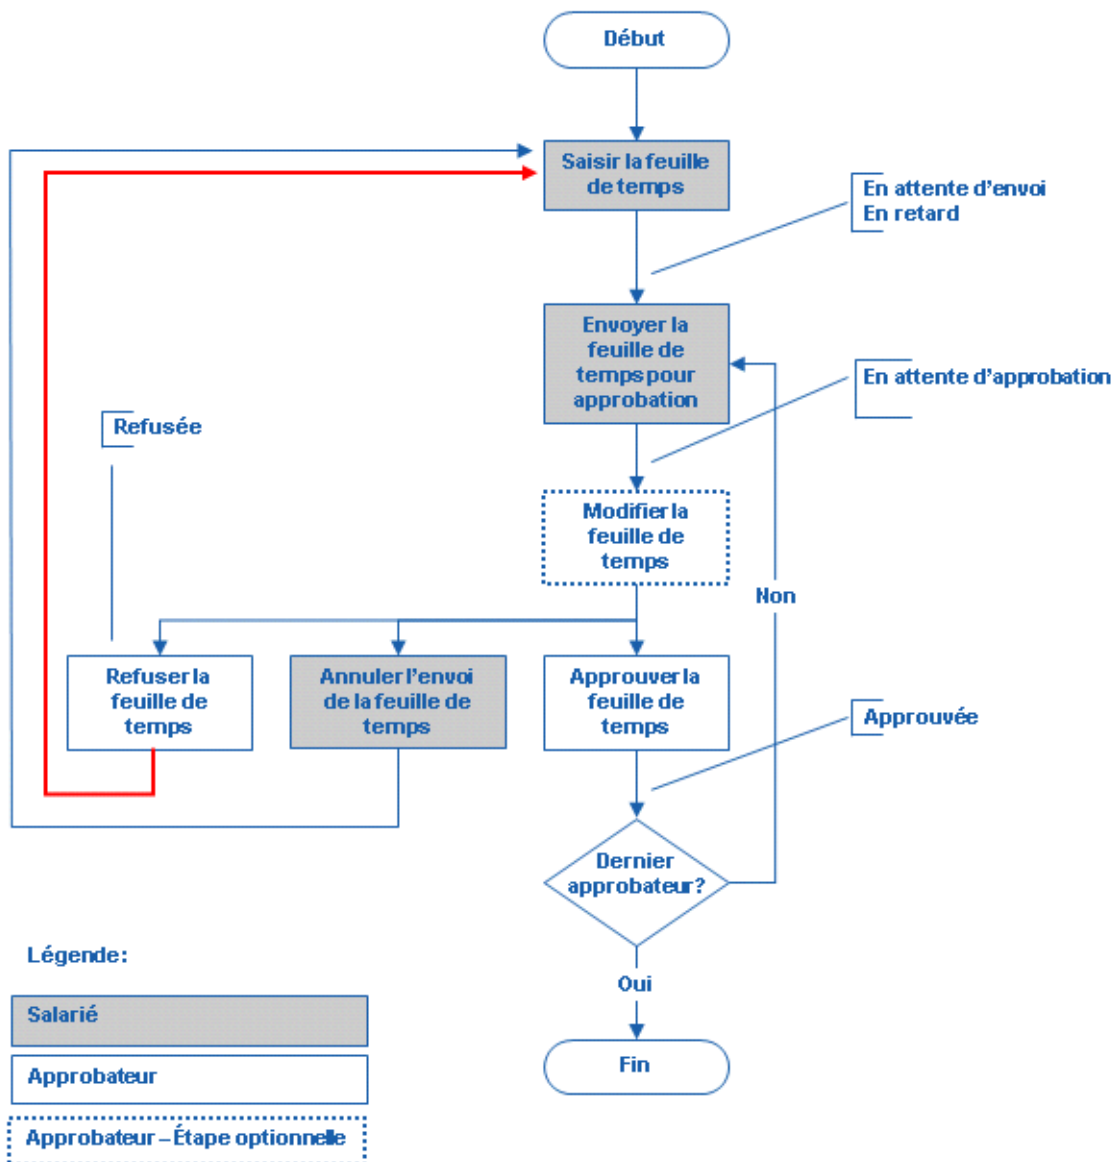 Début
Saisir la feuille
de temps
En attente d'envoi
En retard
Envoyer la
feuille de
temps pour
approbation
En attente d'approbation
Refusée
Modifier la
feuille de
temps
Non
Refuser la
feuille de
temps
Annuler l'envoi
de la feuille de
temps
Approuver la
feuille de
temps
Approuvée
Dernier
approbateur?
Légende:
Oui
Salarié
Fin
Approbateur
Approbateur – Étape optionnelle